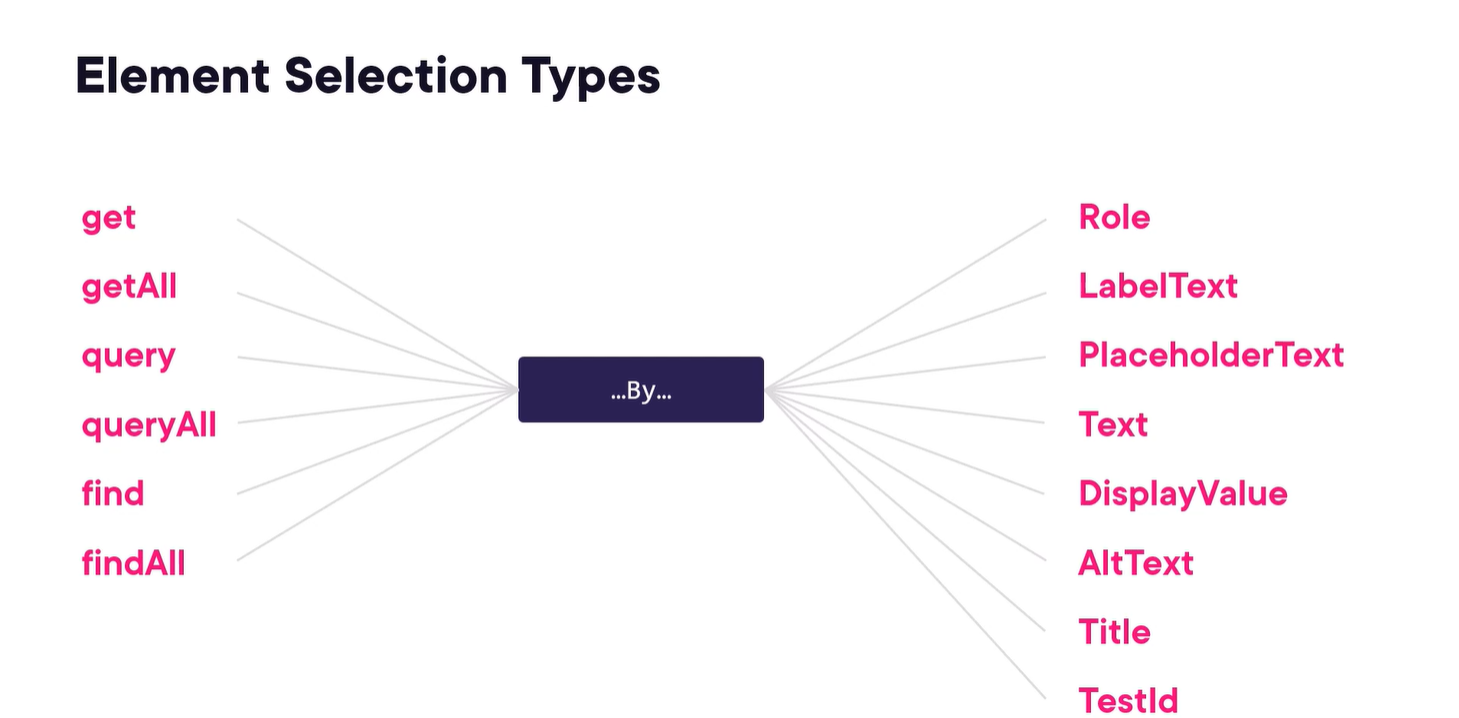 Element Selection Types
get
getAll
query
queryAll
find
findAll
...By...
Role
LabelText
PlaceholderText
Text
DisplayValue
AltText
Title
TestId